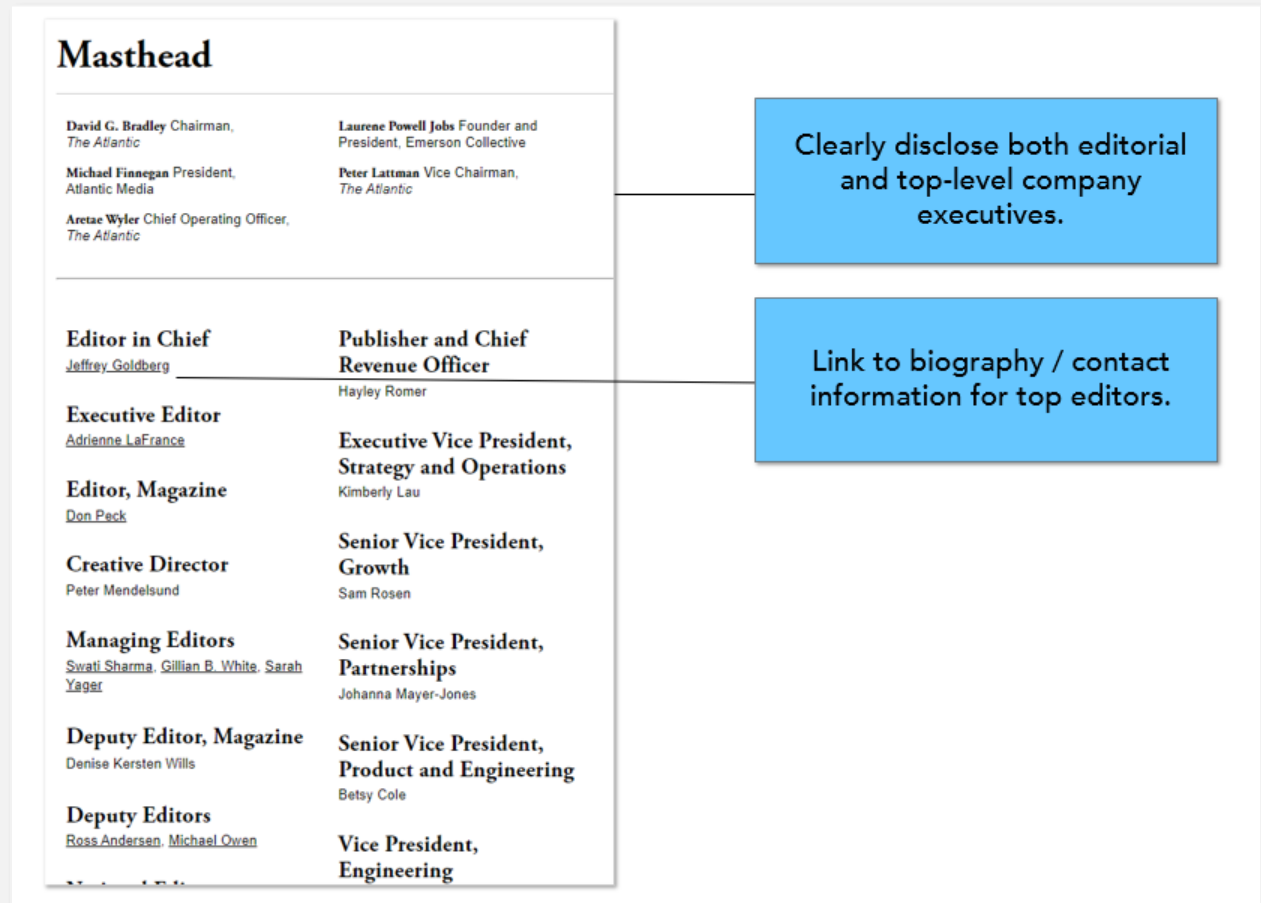 Masthead
David G. Bradley Chairman,
The Atlantic
Michael Finnegan President,
Atlantic Media
Aretae Wyler Chief Operating Officer,
The Atlantic
Laurene Powell Jobs Founder and
President, Emerson Collective
Peter Lattman Vice Chairman,
The Atlantic
Editor in Chief
Jeffrey Goldberg
Executive Editor
Adrienne LaFrance
Editor, Magazine
Don Peck
Creative Director
Peter Mendelsund
Managing Editors
Swati Sharma, Gillian B. White, Sarah
Yager
Deputy Editor, Magazine
Denise Kersten Wills
Deputy Editors
Ross Andersen, Michael Owen
Publisher and Chief
Revenue Officer
Hayley Romer
Executive Vice President,
Strategy and Operations
Kimberly Lau
Senior Vice President,
Growth
Sam Rosen
Senior Vice President,
Partnerships
Johanna Mayer-Jones
Senior Vice President,
Product and Engineering
Betsy Cole
Vice President,
Engineering
Clearly disclose both editorial
and top-level company
executives.
Link to biography / contact
information for top editors.